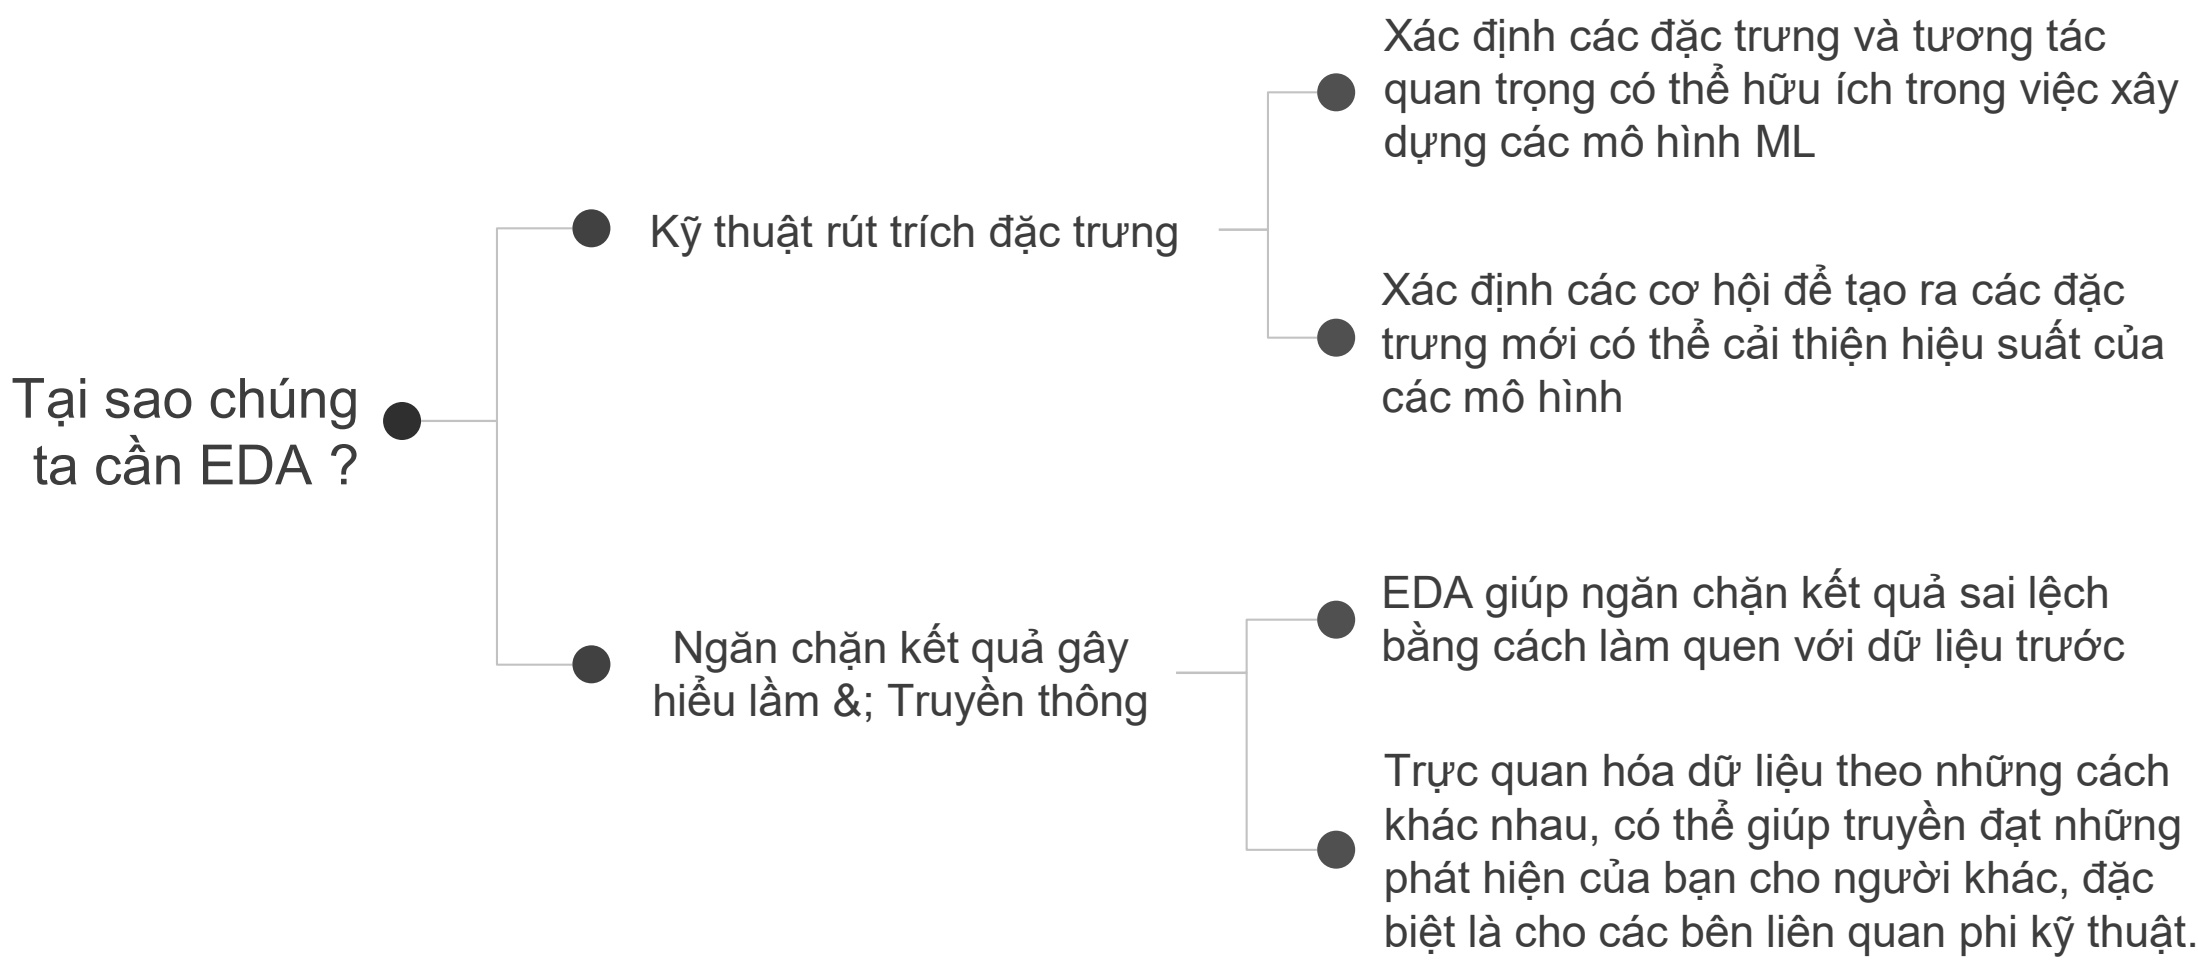 Tại sao chúng
ta cần EDA ?
Kỹ thuật rút trích đặc trưng
Xác định các đặc trưng và tương tác
quan trọng có thể hữu ích trong việc xây
dựng các mô hình ML
Xác định các cơ hội để tạo ra các đặc
trưng mới có thể cải thiện hiệu suất của
các mô hình
Ngăn chặn kết quả gây
hiểu lầm &; Truyền thông
EDA giúp ngăn chặn kết quả sai lệch
bằng cách làm quen với dữ liệu trước
Trực quan hóa dữ liệu theo những cách
khác nhau, có thể giúp truyền đạt những
phát hiện của bạn cho người khác, đặc
biệt là cho các bên liên quan phi kỹ thuật.